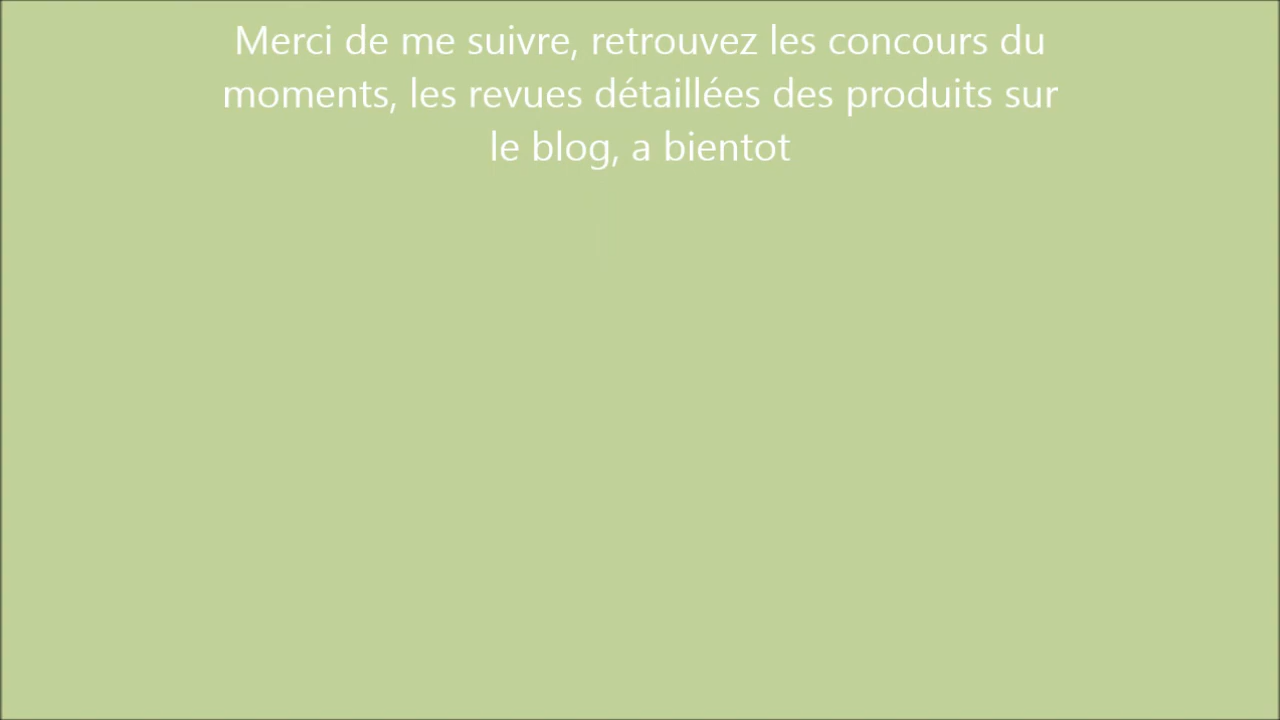 Merci de me suivre, retrouvez les concours du
moments, les revues détaillées des produits sur
le blog, a bientot